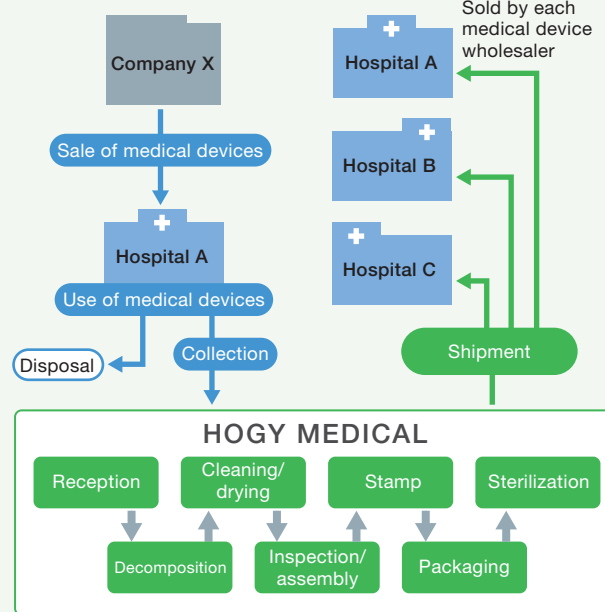 Company X
Sale of medical devices
Hospital A
Use of medical devices
Disposal
Collection
Sold by each
medical device
wholesaler
Hospital A
Hospital B
Hospital C
Shipment
HOGY MEDICAL
Reception
Decomposition
Cleaning/
drying
Inspection/
assembly
Stamp
Packaging
Sterilization